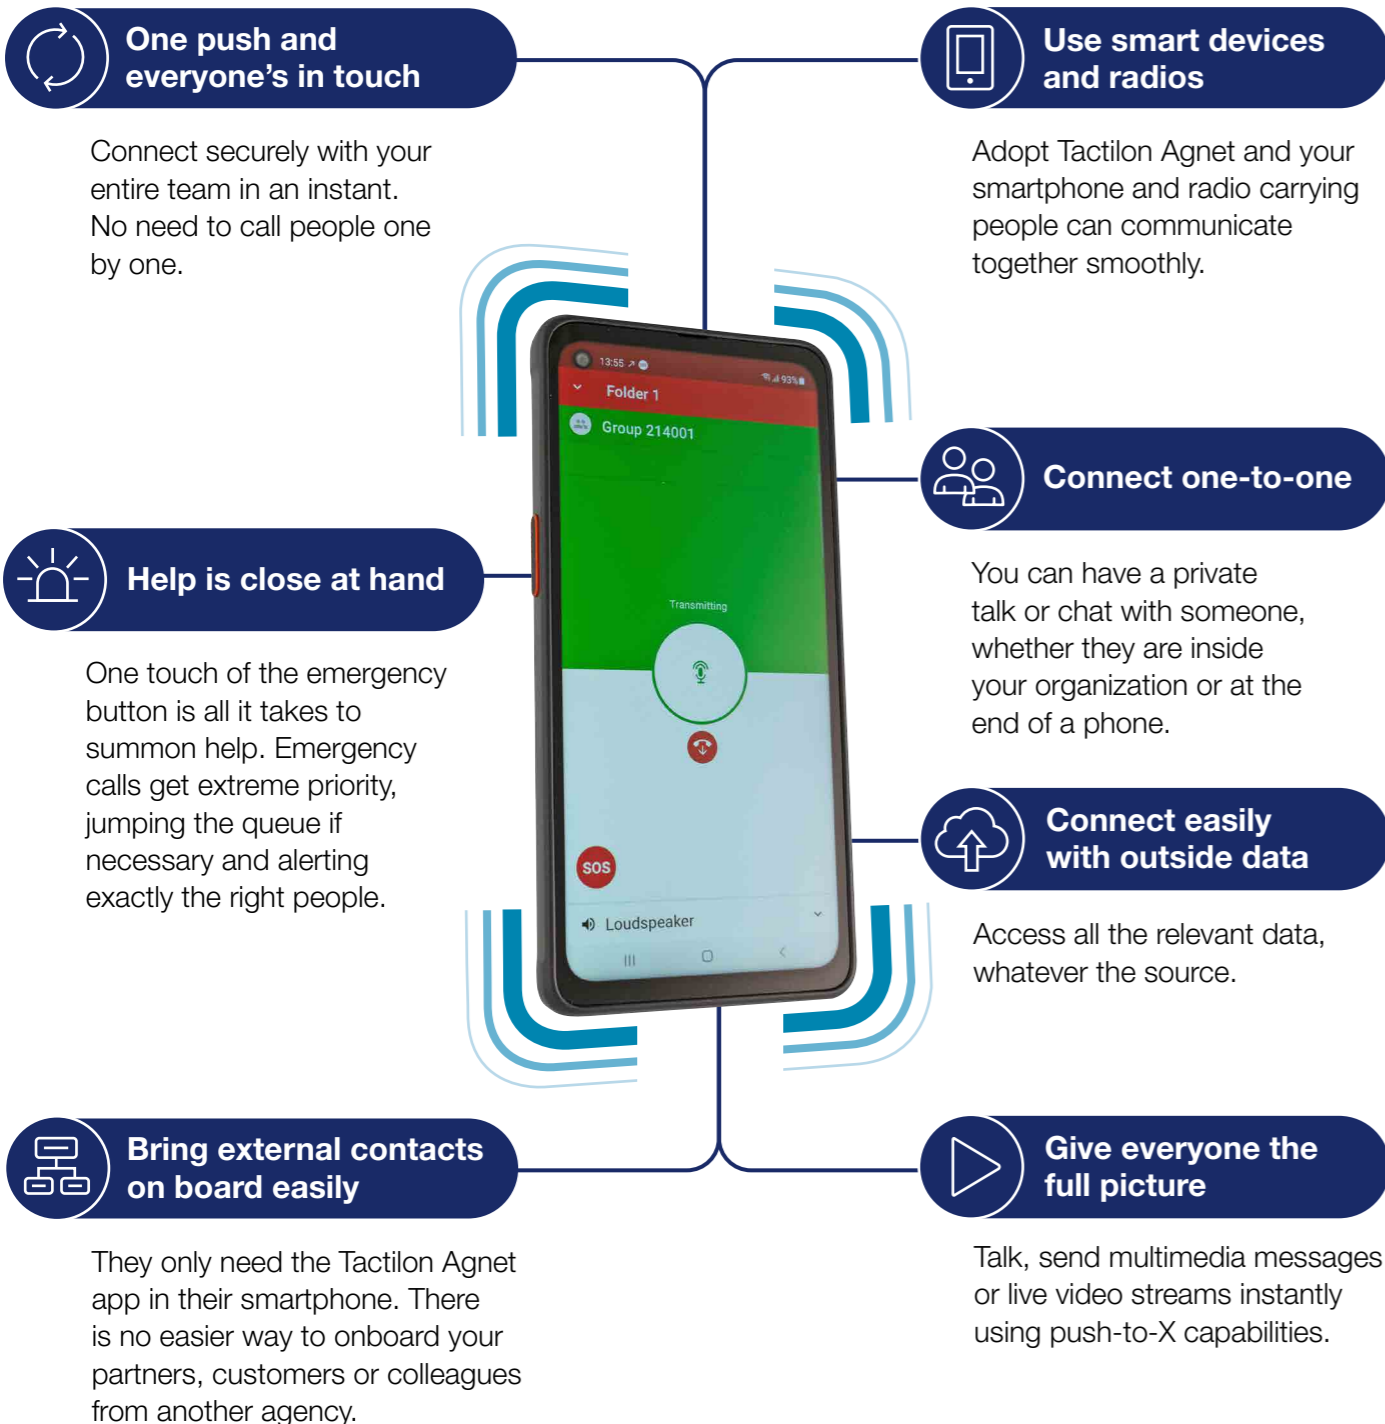 One push and
everyone's in touch
Connect securely with your
entire team in an instant.
No need to call people one
by one.
Use smart devices
and radios
Adopt Tactilon Agnet and your
smartphone and radio carrying
people can communicate
together smoothly.
13:55
93%
Folder 1
Group 214001
Transmitting
SOS
Loudspeaker
Connect one-to-one
You can have a private
talk or chat with someone,
whether they are inside
your organization or at the
end of a phone.
Help is close at hand
One touch of the emergency
button is all it takes to
summon help. Emergency
calls get extreme priority,
jumping the queue if
necessary and alerting
exactly the right people.
Connect easily
with outside data
Access all the relevant data,
whatever the source.
Bring external contacts
on board easily
They only need the Tactilon Agnet
app in their smartphone. There
is no easier way to onboard your
partners, customers or colleagues
from another agency.
Give everyone the
full picture
Talk, send multimedia messages
or live video streams instantly
using push-to-X capabilities.